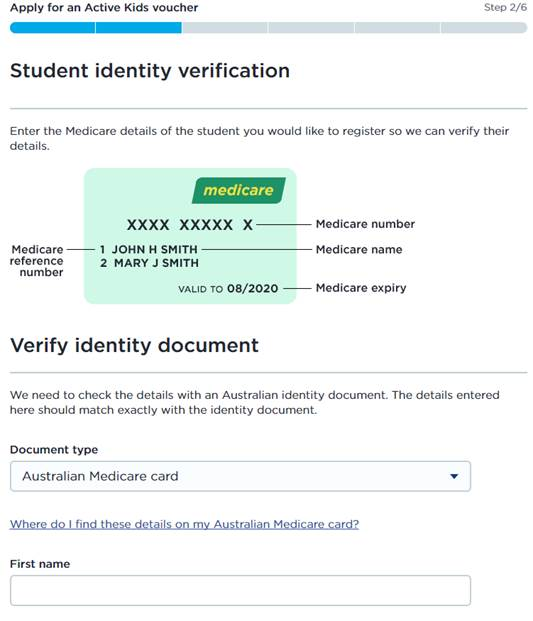 Apply for an Active Kids voucher
Step 2/6
Student identity verification
Enter the Medicare details of the student you would like to register so we can verify their
details.
medicare
XXXX XXXXX X
Medicare number
Medicare
reference
number
1 JOHN H SMITH
Medicare name
2 MARY J SMITH
VALID TO 08/2020
Medicare expiry
Verify identity document
We need to check the details with an Australian identity document. The details entered
here should match exactly with the identity document.
Document type
Australian Medicare card
Where do I find these details on my Australian Medicare card?
First name